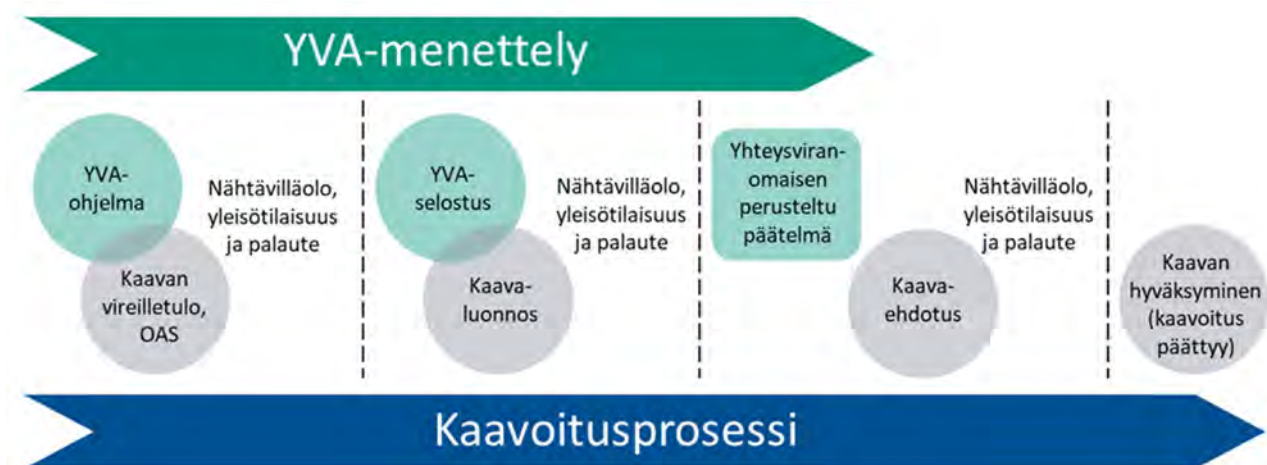 YVA-menettely
YVA-
ohjelma
Kaavan
vireilletulo,
OAS
Nähtävilläolo,
yleisötilaisuus
ja palaute
YVA-
selostus
Kaava-
luonnos
Nähtävilläolo,
yleisötilaisuus
ja palaute
Yhteysviran-
omaisen
perusteltu
päätelmä
Kaava-
ehdotus
Nähtävilläolo,
yleisötilaisuus
ja palaute
Kaavan
hyväksyminen
(kaavoitus
päättyy)
Kaavoitusprosessi